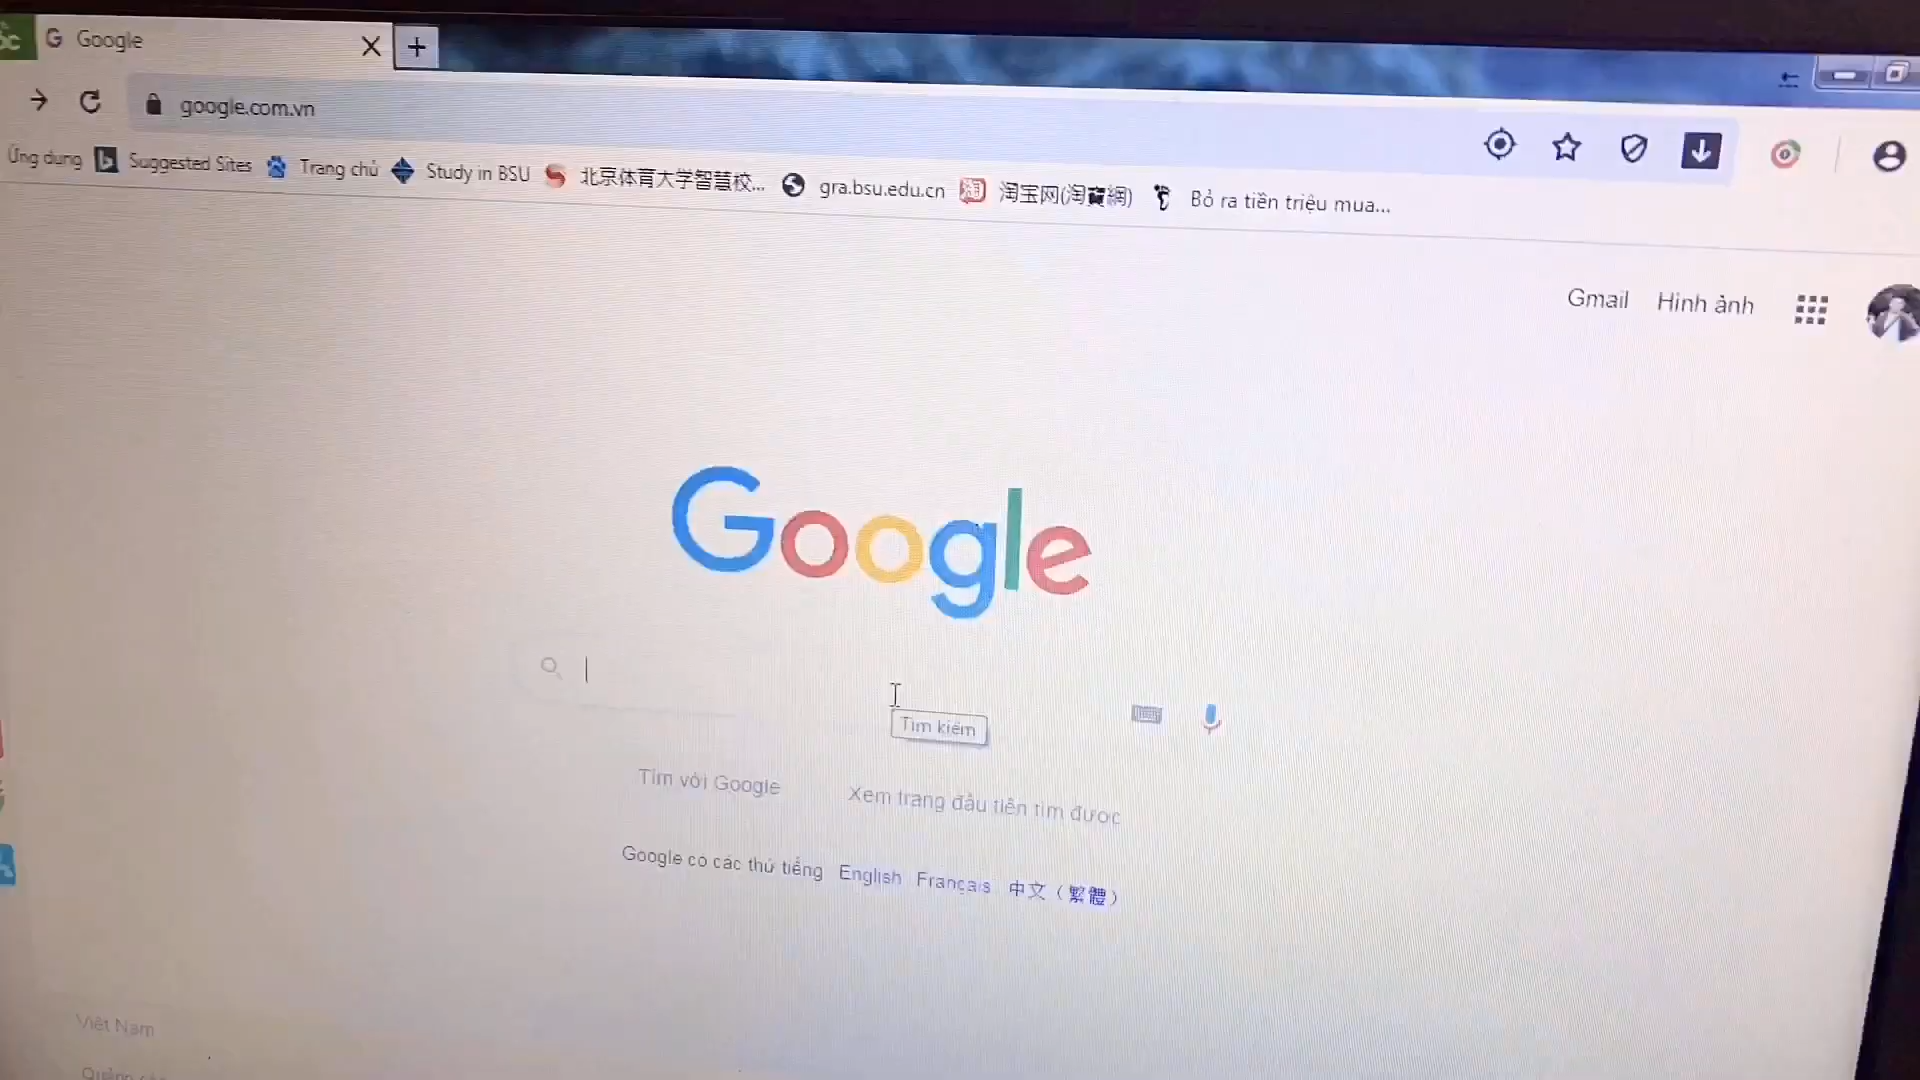 Google
google.com.vn
Ứng dụng Suggested Sites Trang chủ Study in BSU 北京体育大学智慧校... gra.bsu.edu.cn 淘宝网(淘寶網) Bỏ ra tiền triệu mua...
Gmail Hình ảnh
Google
Tìm kiếm
Tìm với Google Xem trang đầu tiên tìm được
Google có các thứ tiếng English Français 中文（繁體）
Việt Nam